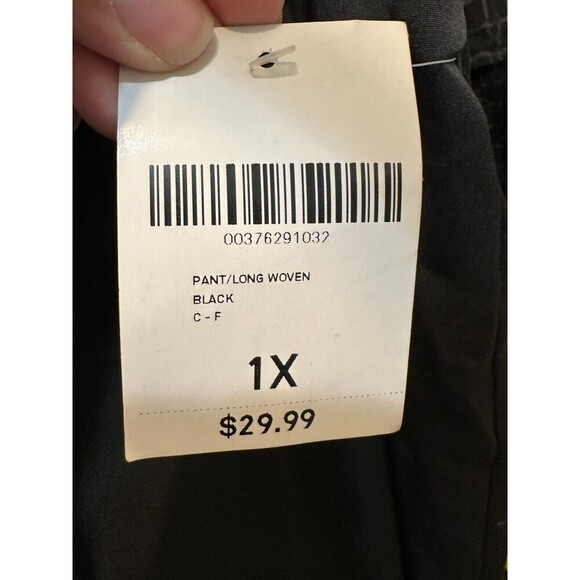 00376291032
PANT/LONG WOVEN
BLACK
C - F
1X
$29.99